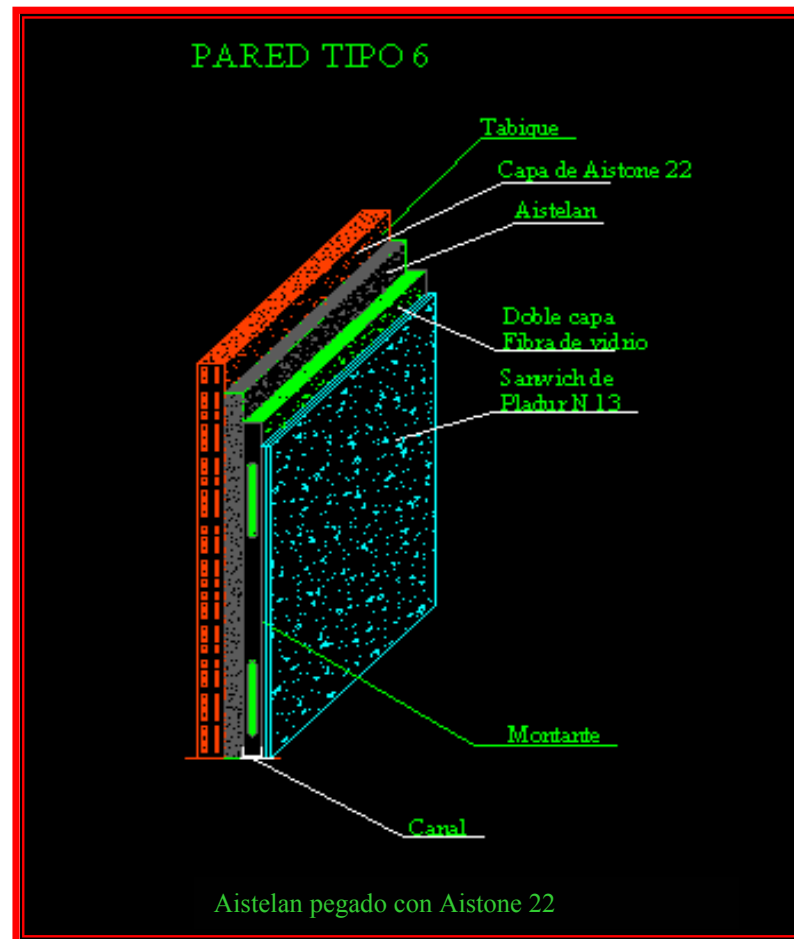 PARED TIPO 6
Tabique
Capa de Aistone 22
Aistelan
Doble capa
Fibra de vidrio
Sanwich de
Pladur N 13
Montante
Canal
Aistelan pegado con Aistone 22